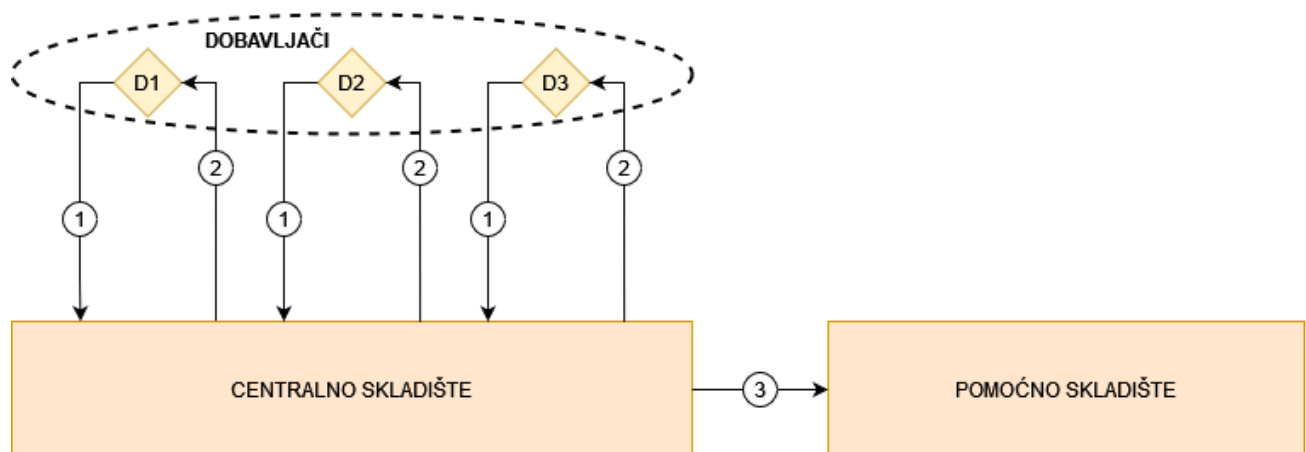 DOBAVLJAČI
D1
D2
D3
2
2
2
1
1
1
CENTRALNO SKLADIŠTE
3
POMOĆNO SKLADIŠTE